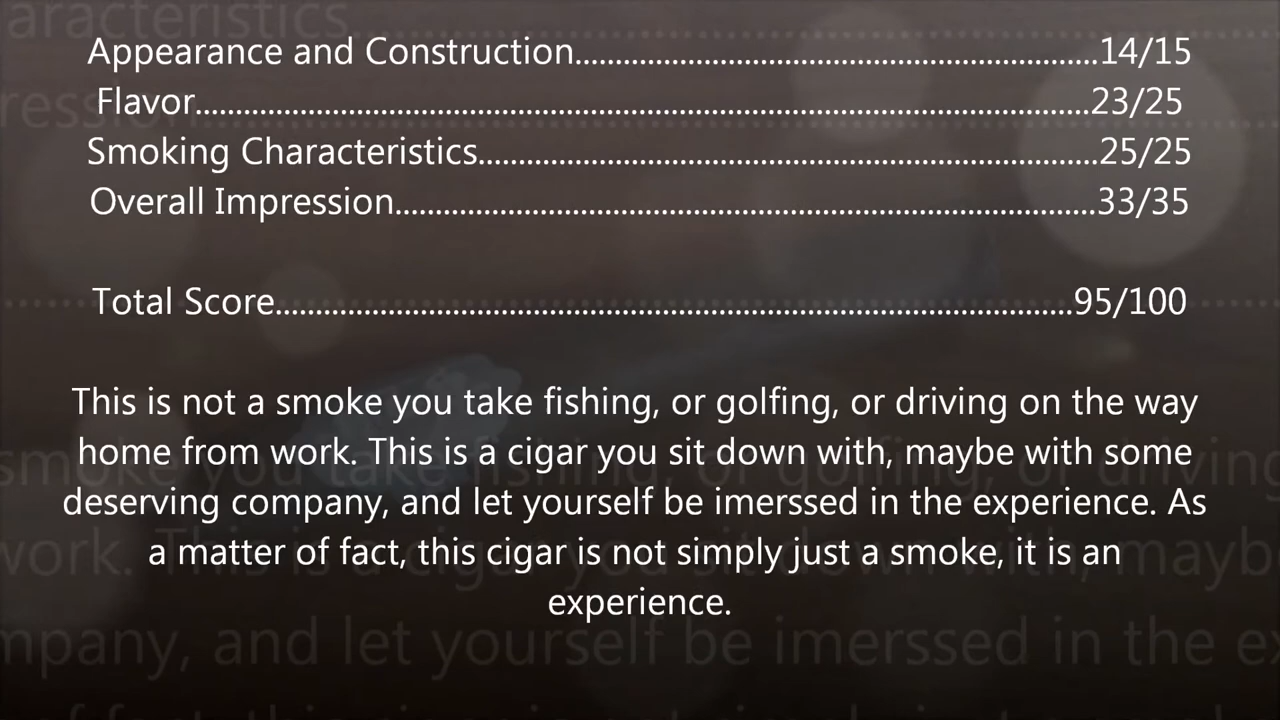 Appearance and Construction................................................................14/15
Flavor..............................................................................................................23/25
Smoking Characteristics............................................................................25/25
Overall Impression......................................................................................33/35
Total Score..................................................................................................95/100
This is not a smoke you take fishing, or golfing, or driving on the way
home from work. This is a cigar you sit down with, maybe with some
deserving company, and let yourself be imerssed in the experience. As
a matter of fact, this cigar is not simply just a smoke, it is an
experience.